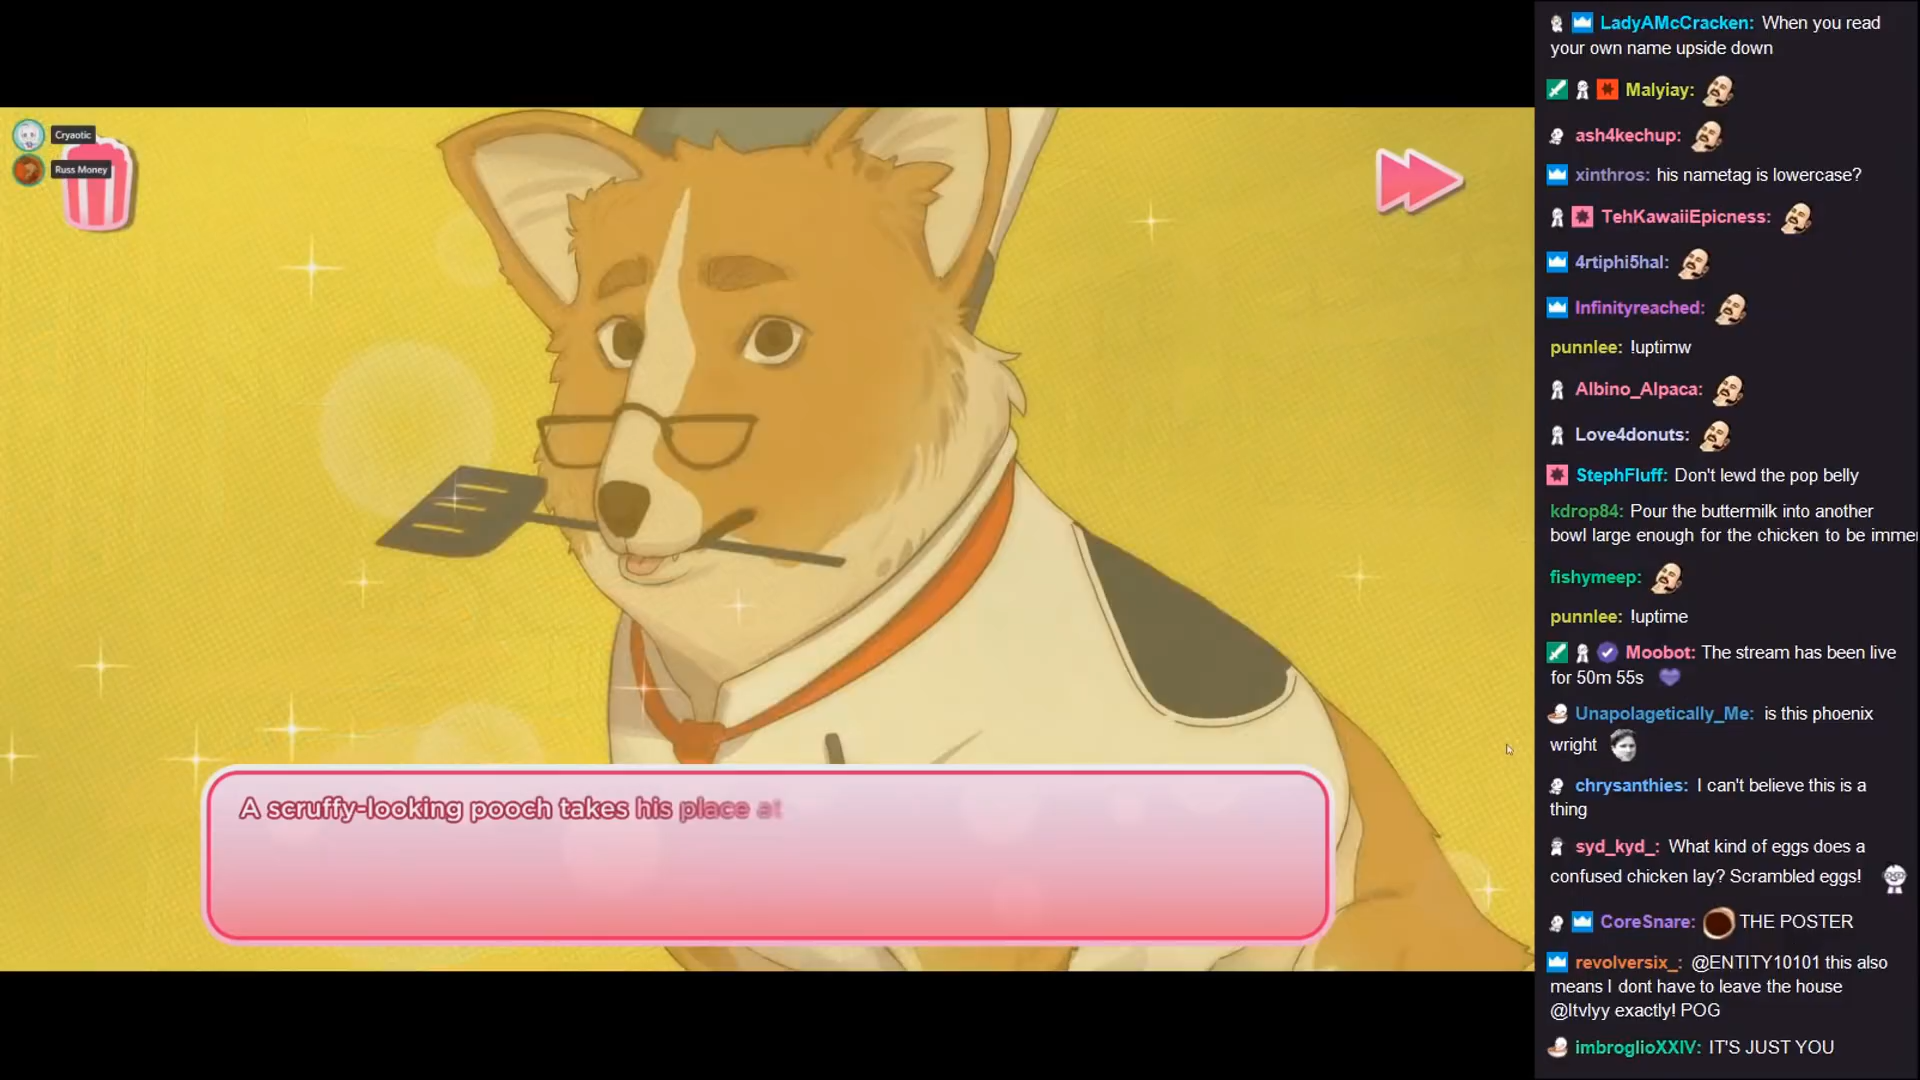 Cryaotic
Russ Money
A scruffy-looking pooch takes his place at
LadyAMcCracken: When you read
your own name upside down
Malyiay:
ash4kechup:
xinthros: his nametag is lowercase?
TehKawaiiEpicness:
4rtiphi5hal:
Infinityreached:
punnlee: !uptimw
Albino_Alpaca:
Love4donuts:
StephFluff: Don't lewd the pop belly
kdrop84: Pour the buttermilk into another
bowl large enough for the chicken to be imme
fishymeep:
punnlee: !uptime
Moobot: The stream has been live
for 50m 55s
Unapolagetically_Me: is this phoenix
wright
chrysanthies: I can't believe this is a
thing
syd_kyd_: What kind of eggs does a
confused chicken lay? Scrambled eggs!
CoreSnare: THE POSTER
revolversix_: @ENTITY10101 this also
means I dont have to leave the house
@ltvlyy exactly! POG
imbroglioXXIV: IT'S JUST YOU